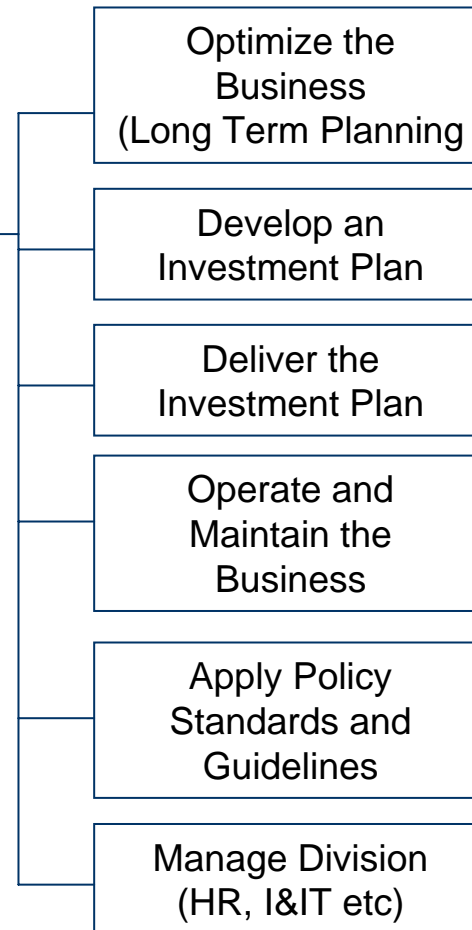 Optimize the
Business
(Long Term Planning
Develop an
Investment Plan
Deliver the
Investment Plan
Operate and
Maintain the
Business
Apply Policy
Standards and
Guidelines
Manage Division
(HR, I&IT etc)